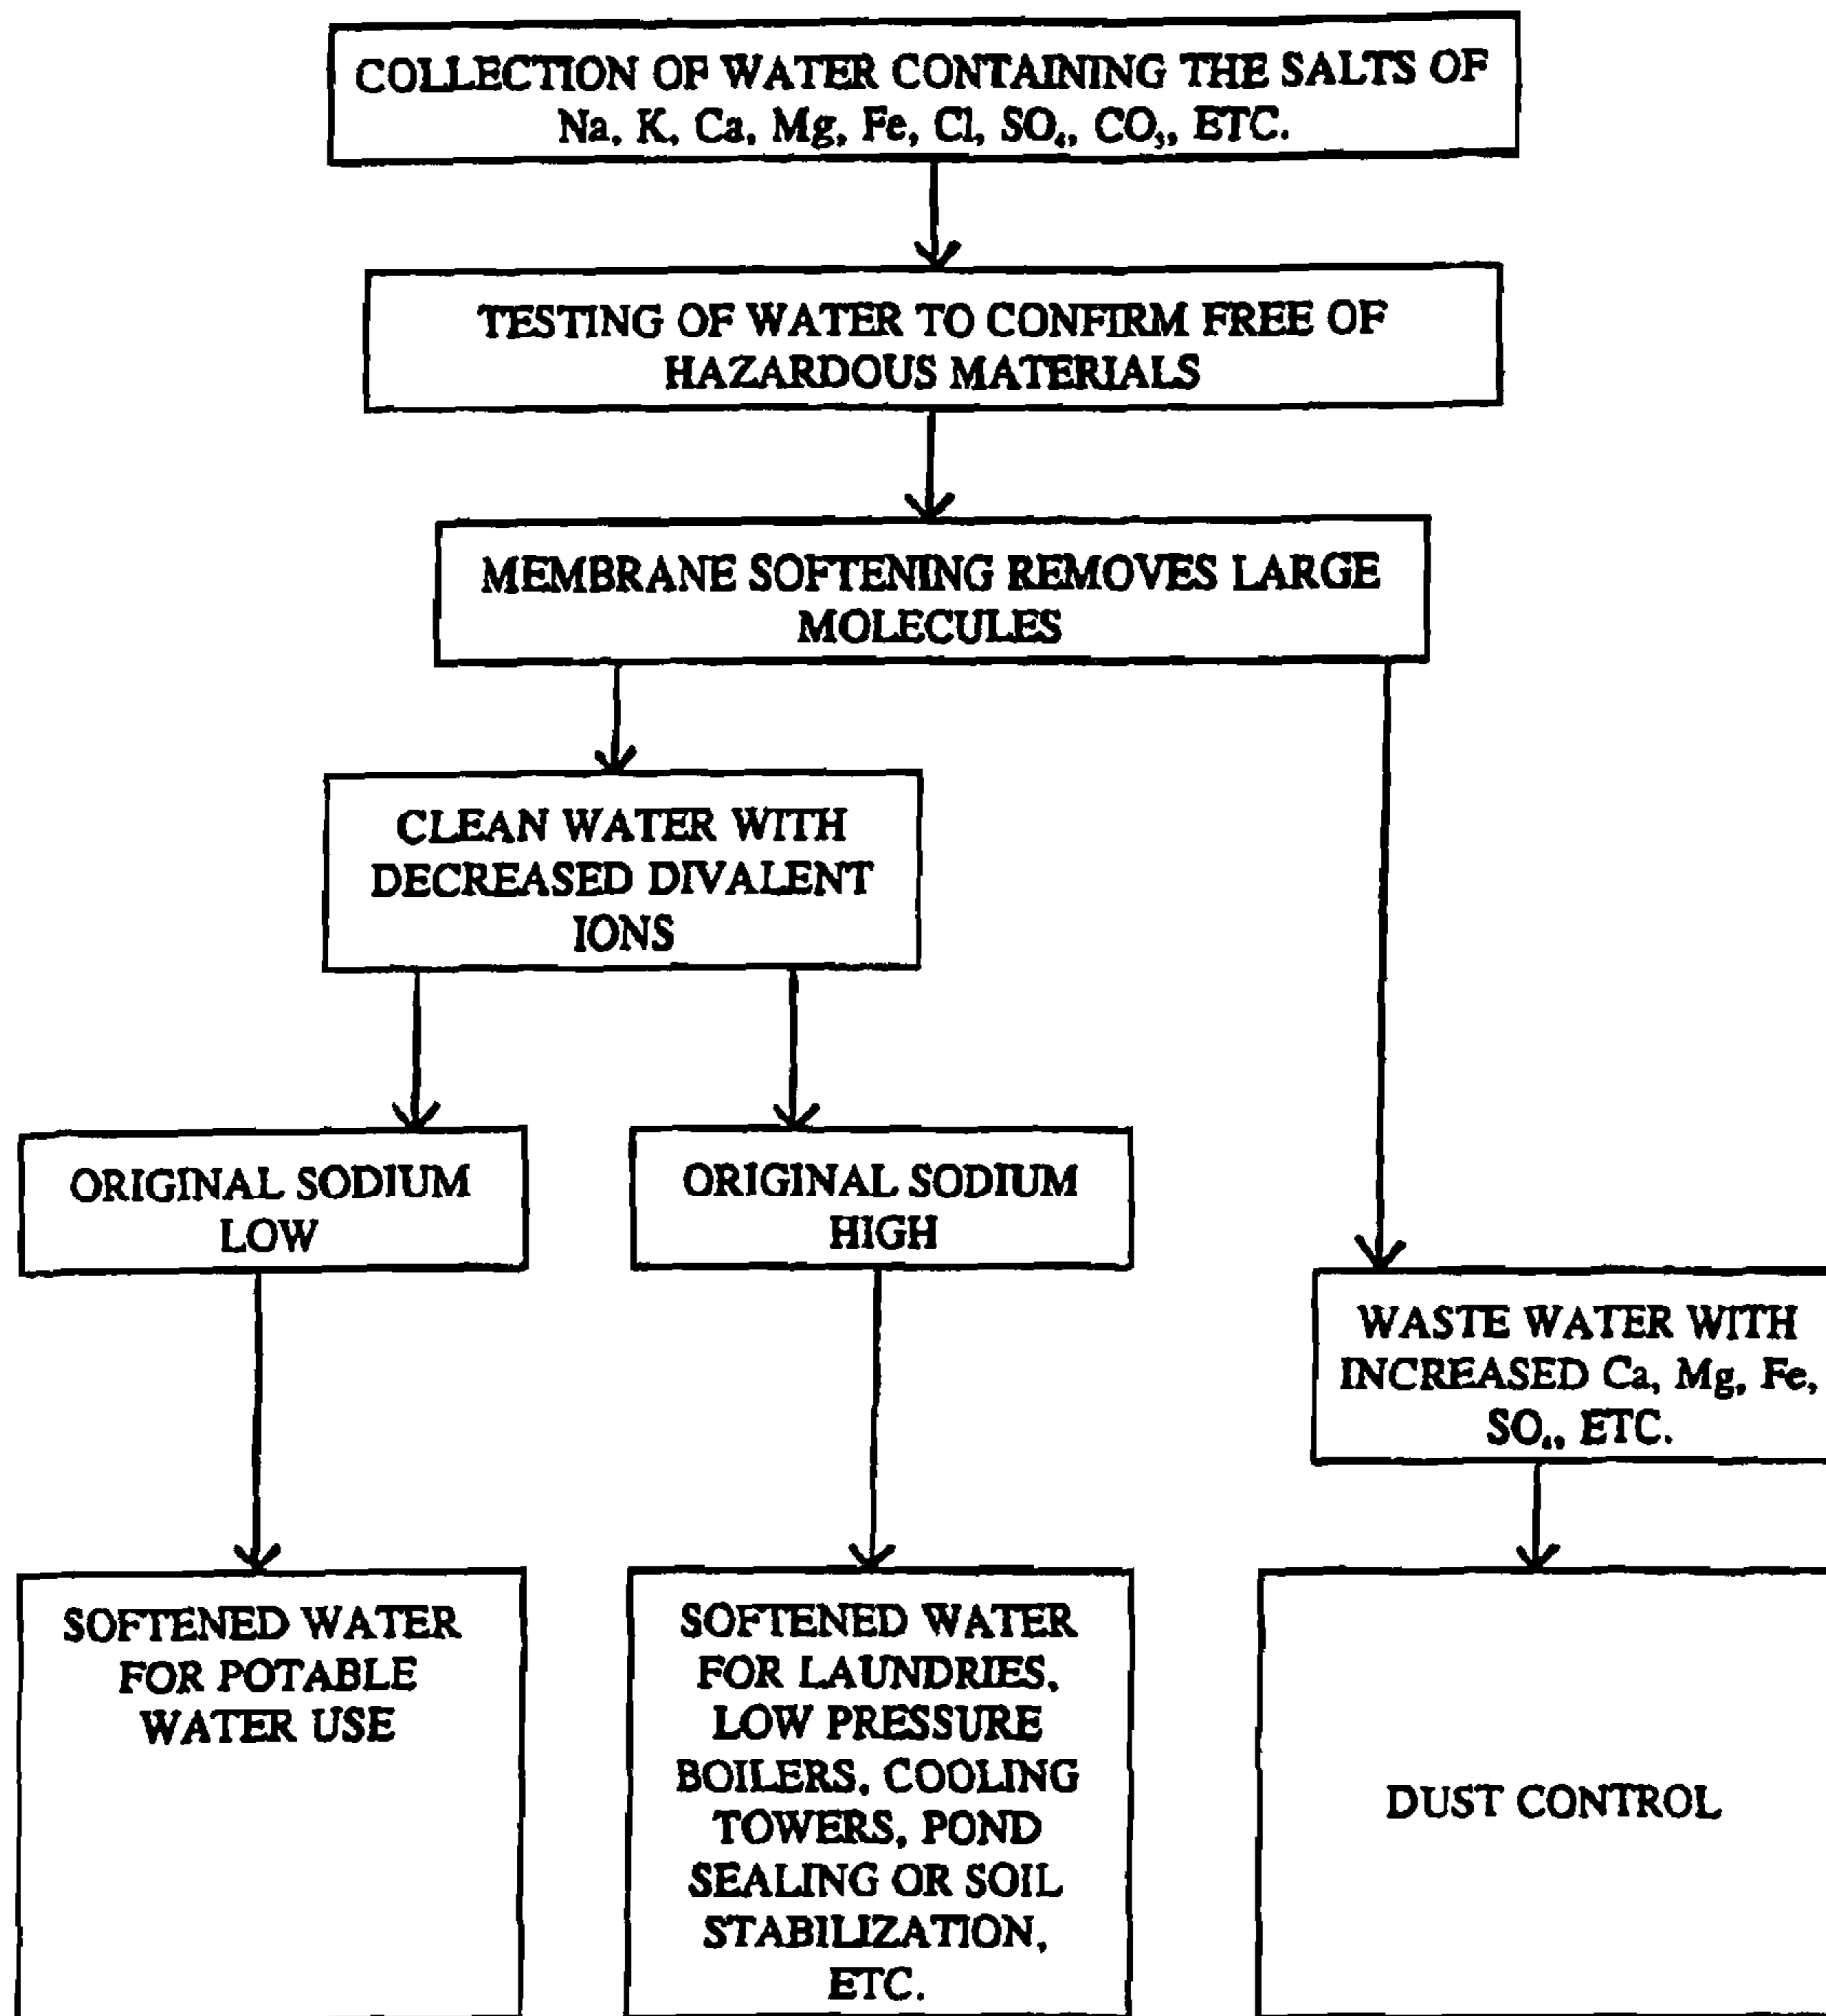 COLLECTION OF WATER CONTAINING THE SALTS OF
Na, K, Ca, Mg, Fe, Cl, SO₄, CO₃, ETC.
TESTING OF WATER TO CONFIRM FREE OF
HAZARDOUS MATERIALS
MEMBRANE SOFTENING REMOVES LARGE
MOLECULES
CLEAN WATER WITH
DECREASED DIVALENT
IONS
ORIGINAL SODIUM
LOW
ORIGINAL SODIUM
HIGH
WASTE WATER WITH
INCREASED Ca, Mg, Fe,
SO₄, ETC.
SOFTENED WATER
FOR POTABLE
WATER USE
SOFTENED WATER
FOR LAUNDRIES,
LOW PRESSURE
BOILERS, COOLING
TOWERS, POND
SEALING OR SOIL
STABILIZATION,
ETC.
DUST CONTROL